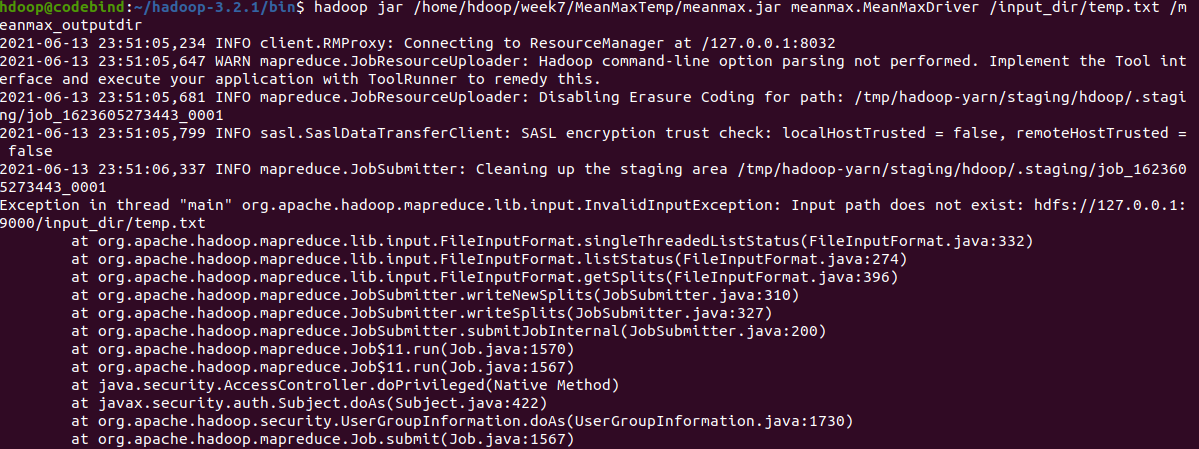 hdoop@codebind:~/hadoop-3.2.1/bin$ hadoop jar /home/hdoop/week7/MeanMaxTemp/meanmax.jar meanmax.MeanMaxDriver /input_dir/temp.txt /m
eanmax_outputdir
2021-06-13 23:51:05,234 INFO client.RMProxy: Connecting to ResourceManager at /127.0.0.1:8032
2021-06-13 23:51:05,647 WARN mapreduce.JobResourceUploader: Hadoop command-line option parsing not performed. Implement the Tool int
erface and execute your application with ToolRunner to remedy this.
2021-06-13 23:51:05,681 INFO mapreduce.JobResourceUploader: Disabling Erasure Coding for path: /tmp/hadoop-yarn/staging/hdoop/.stagi
ng/job_1623605273443_0001
2021-06-13 23:51:05,799 INFO sasl.SaslDataTransferClient: SASL encryption trust check: localHostTrusted = false, remoteHostTrusted =
 false
2021-06-13 23:51:06,337 INFO mapreduce.JobSubmitter: Cleaning up the staging area /tmp/hadoop-yarn/staging/hdoop/.staging/job_162360
5273443_0001
Exception in thread "main" org.apache.hadoop.mapreduce.lib.input.InvalidInputException: Input path does not exist: hdfs://127.0.0.1:
9000/input_dir/temp.txt
        at org.apache.hadoop.mapreduce.lib.input.FileInputFormat.singleThreadedListStatus(FileInputFormat.java:332)
        at org.apache.hadoop.mapreduce.lib.input.FileInputFormat.listStatus(FileInputFormat.java:274)
        at org.apache.hadoop.mapreduce.lib.input.FileInputFormat.getSplits(FileInputFormat.java:396)
        at org.apache.hadoop.mapreduce.JobSubmitter.writeNewSplits(JobSubmitter.java:310)
        at org.apache.hadoop.mapreduce.JobSubmitter.writeSplits(JobSubmitter.java:327)
        at org.apache.hadoop.mapreduce.JobSubmitter.submitJobInternal(JobSubmitter.java:200)
        at org.apache.hadoop.mapreduce.Job$11.run(Job.java:1570)
        at org.apache.hadoop.mapreduce.Job$11.run(Job.java:1567)
        at java.security.AccessController.doPrivileged(Native Method)
        at javax.security.auth.Subject.doAs(Subject.java:422)
        at org.apache.hadoop.security.UserGroupInformation.doAs(UserGroupInformation.java:1730)
        at org.apache.hadoop.mapreduce.Job.submit(Job.java:1567)